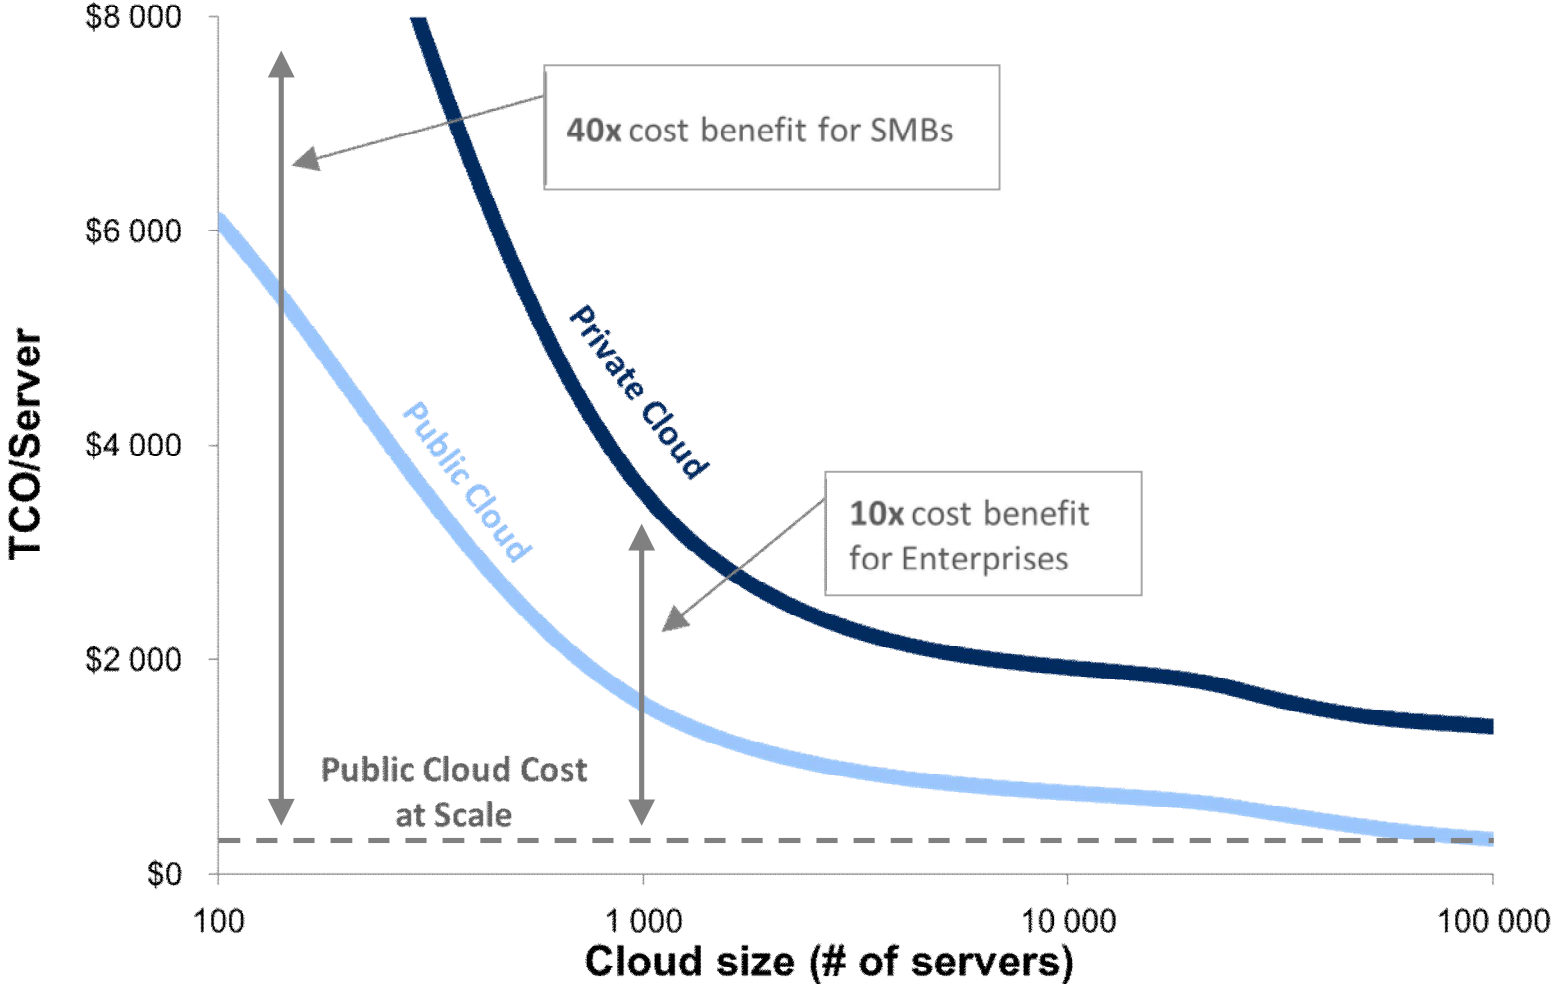 $8 000
$6 000
$4 000
$2 000
$0
TCO/Server
40x cost benefit for SMBs
Private Cloud
Public Cloud
10x cost benefit
for Enterprises
Public Cloud Cost
at Scale
100
1 000
10 000
100 000
Cloud size (# of servers)